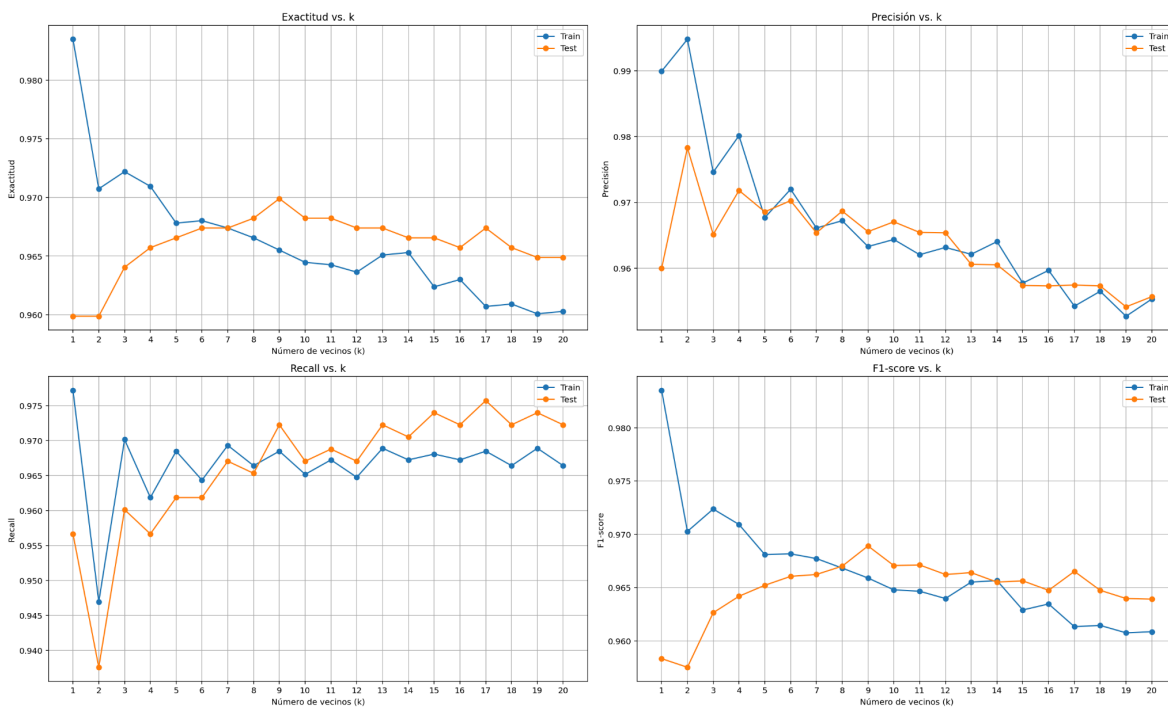 Exactitud vs. k
Train
Test
0.980
0.975
0.970
0.965
0.960
Exactitud
1 2 3 4 5 6 7 8 9 10 11 12 13 14 15 16 17 18 19 20
Número de vecinos (k)
Precisión vs. k
Train
Test
0.99
0.98
0.97
0.96
Precisión
1 2 3 4 5 6 7 8 9 10 11 12 13 14 15 16 17 18 19 20
Número de vecinos (k)
Recall vs. k
Train
Test
0.975
0.970
0.965
0.960
0.955
0.950
0.945
0.940
Recall
1 2 3 4 5 6 7 8 9 10 11 12 13 14 15 16 17 18 19 20
Número de vecinos (k)
F1-score vs. k
Train
Test
0.980
0.975
0.970
0.965
0.960
F1-score
1 2 3 4 5 6 7 8 9 10 11 12 13 14 15 16 17 18 19 20
Número de vecinos (k)